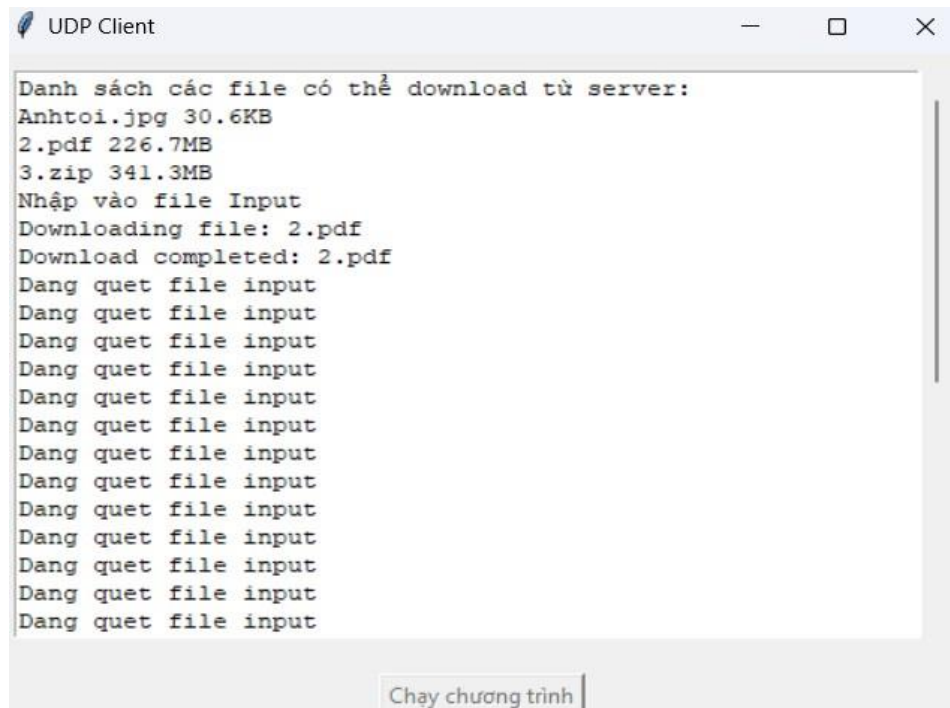 UDP Client
Danh sách các file có thể download từ server:
Anhtoi.jpg 30.6KB
2.pdf 226.7MB
3.zip 341.3MB
Nhập vào file Input
Downloading file: 2.pdf
Download completed: 2.pdf
Dang quet file input
Dang quet file input
Dang quet file input
Dang quet file input
Dang quet file input
Dang quet file input
Dang quet file input
Dang quet file input
Dang quet file input
Dang quet file input
Dang quet file input
Dang quet file input
Dang quet file input
Chạy chương trình